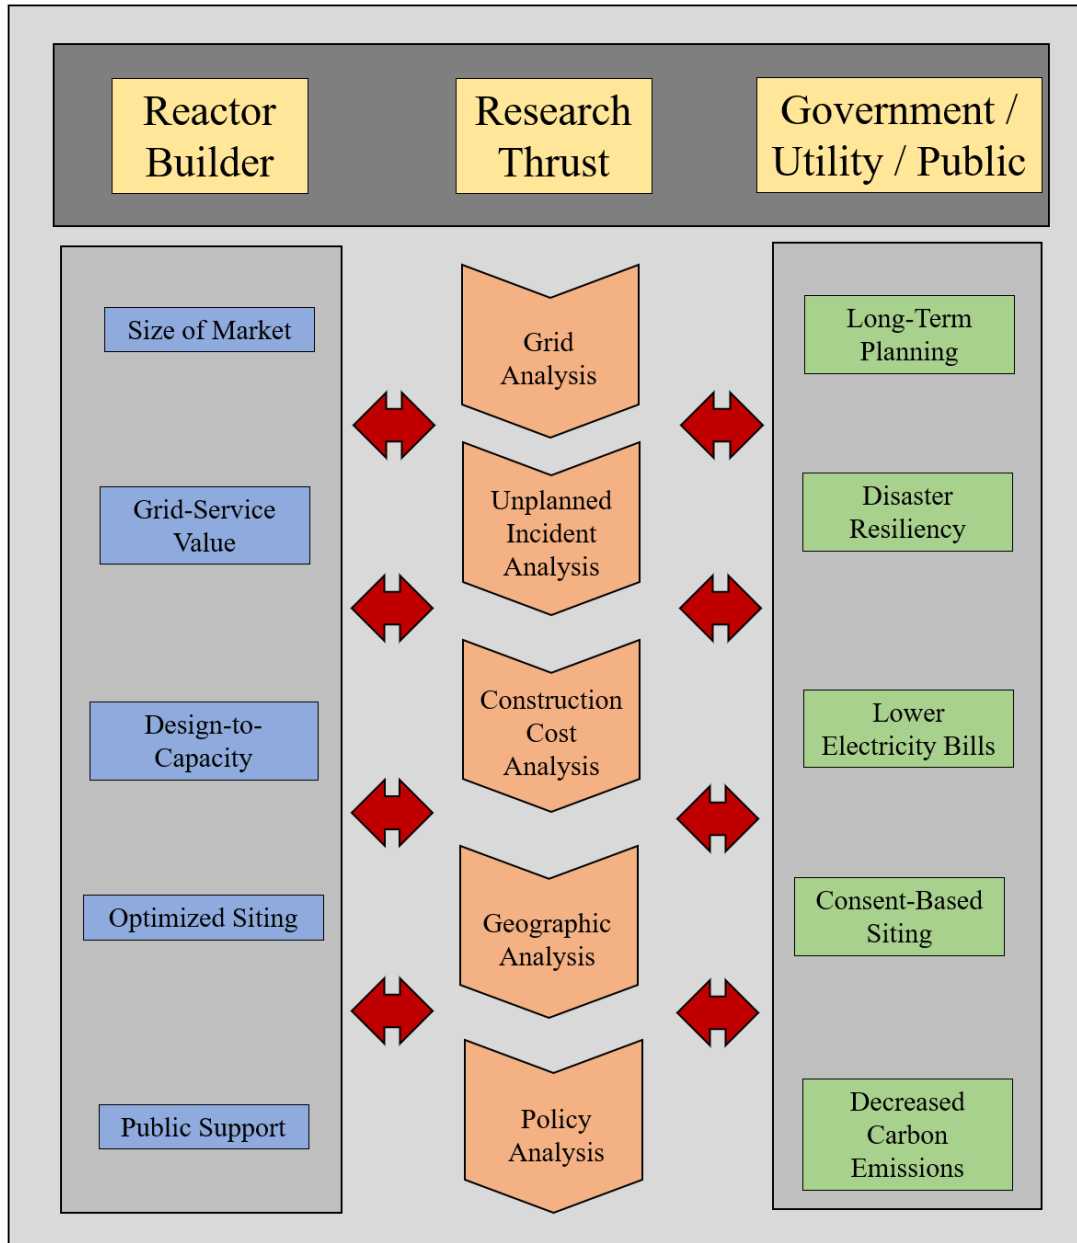 Reactor
Builder
Research
Thrust
Government /
Utility / Public
Size of Market
Grid
Analysis
Long-Term
Planning
Grid-Service
Value
Unplanned
Incident
Analysis
Disaster
Resiliency
Design-to-
Capacity
Construction
Cost
Analysis
Lower
Electricity Bills
Optimized Siting
Geographic
Analysis
Consent-Based
Siting
Public Support
Policy
Analysis
Decreased
Carbon
Emissions